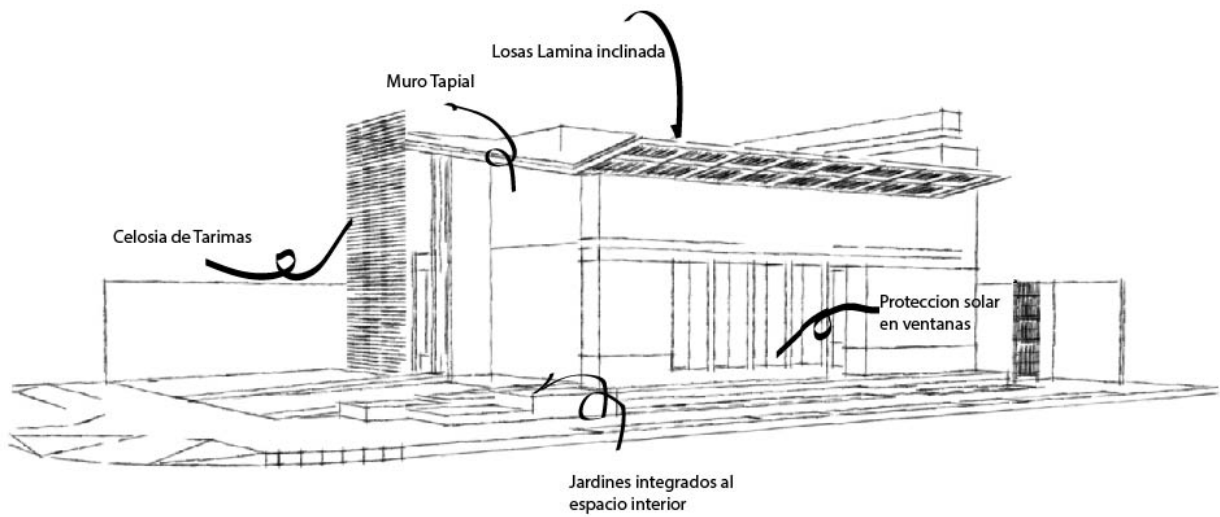 Losas Lamina inclinada
Muro Tapial
Celosia de Tarimas
Proteccion solar
en ventanas
Jardines integrados al
espacio interior